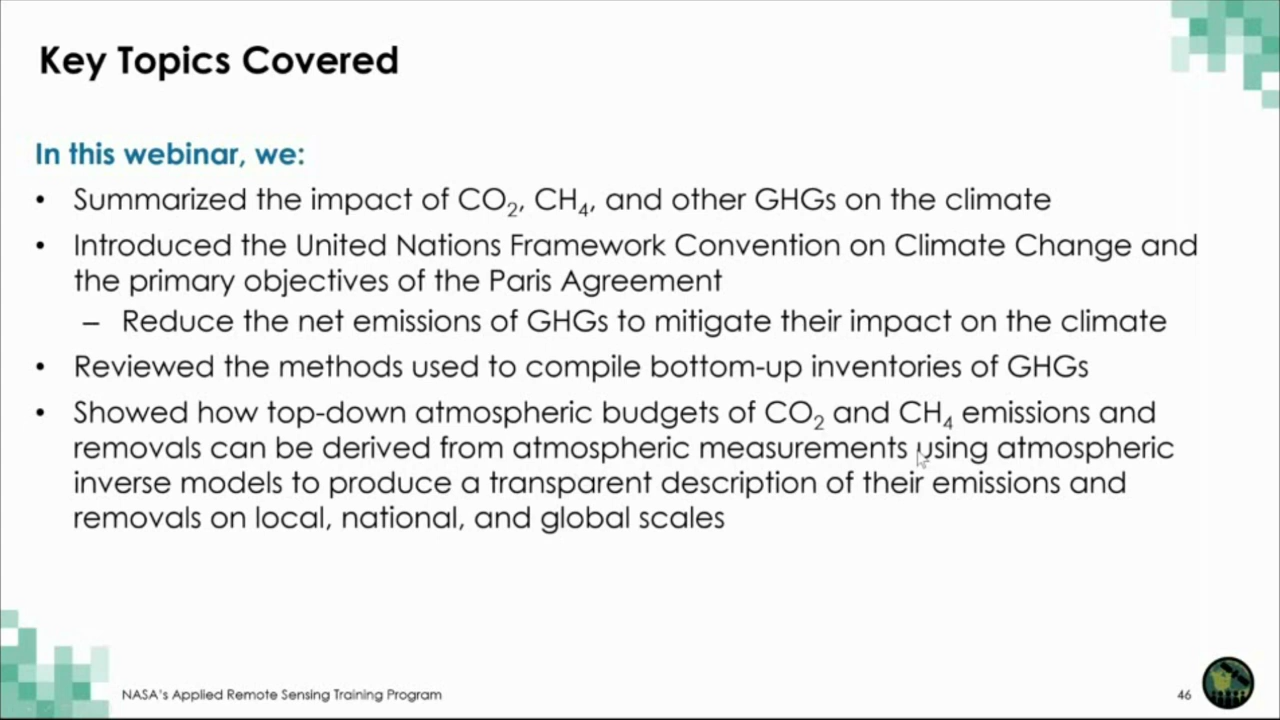 Key Topics Covered
In this webinar, we:
• Summarized the impact of CO₂, CH₄, and other GHGs on the climate
• Introduced the United Nations Framework Convention on Climate Change and
the primary objectives of the Paris Agreement
– Reduce the net emissions of GHGs to mitigate their impact on the climate
• Reviewed the methods used to compile bottom-up inventories of GHGs
• Showed how top-down atmospheric budgets of CO₂ and CH₄ emissions and
removals can be derived from atmospheric measurements using atmospheric
inverse models to produce a transparent description of their emissions and
removals on local, national, and global scales
NASA's Applied Remote Sensing Training Program
46